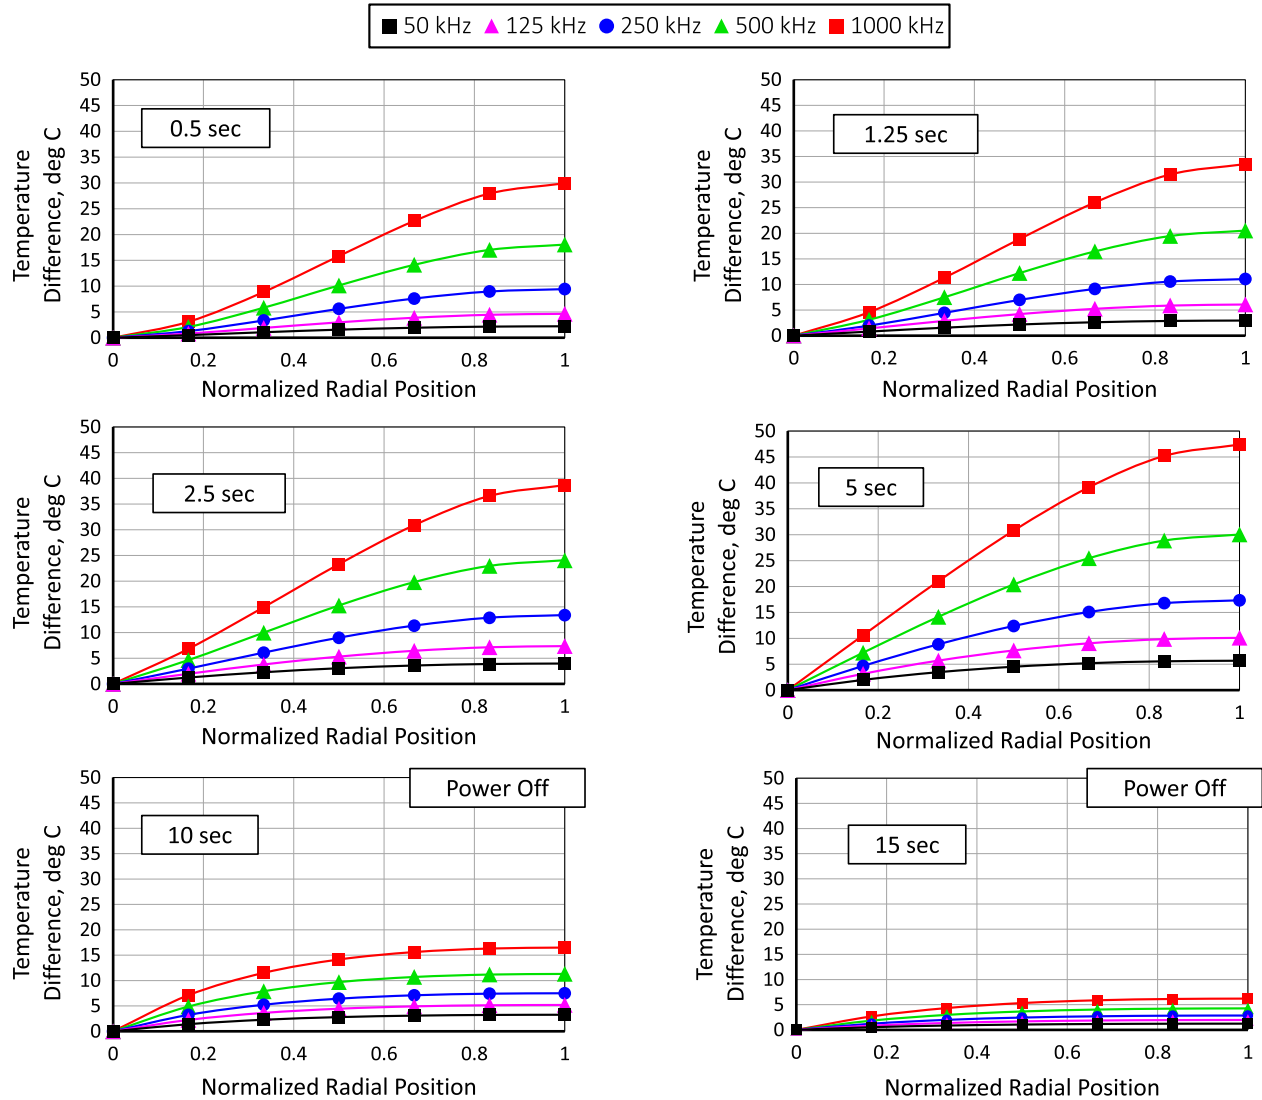 50 kHz 125 kHz 250 kHz 500 kHz 1000 kHz
50
45
40
35
30
25
20
15
10
5
0
0 0.2 0.4 0.6 0.8 1
Temperature
Difference, deg C
Normalized Radial Position
0.5 sec
50
45
40
35
30
25
20
15
10
5
0
0 0.2 0.4 0.6 0.8 1
Temperature
Difference, deg C
Normalized Radial Position
1.25 sec
50
45
40
35
30
25
20
15
10
5
0
0 0.2 0.4 0.6 0.8 1
Temperature
Difference, deg C
Normalized Radial Position
2.5 sec
50
45
40
35
30
25
20
15
10
5
0
0 0.2 0.4 0.6 0.8 1
Temperature
Difference, deg C
Normalized Radial Position
5 sec
50
45
40
35
30
25
20
15
10
5
0
0 0.2 0.4 0.6 0.8 1
Temperature
Difference, deg C
Normalized Radial Position
Power Off
10 sec
50
45
40
35
30
25
20
15
10
5
0
0 0.2 0.4 0.6 0.8 1
Temperature
Difference, deg C
Normalized Radial Position
Power Off
15 sec